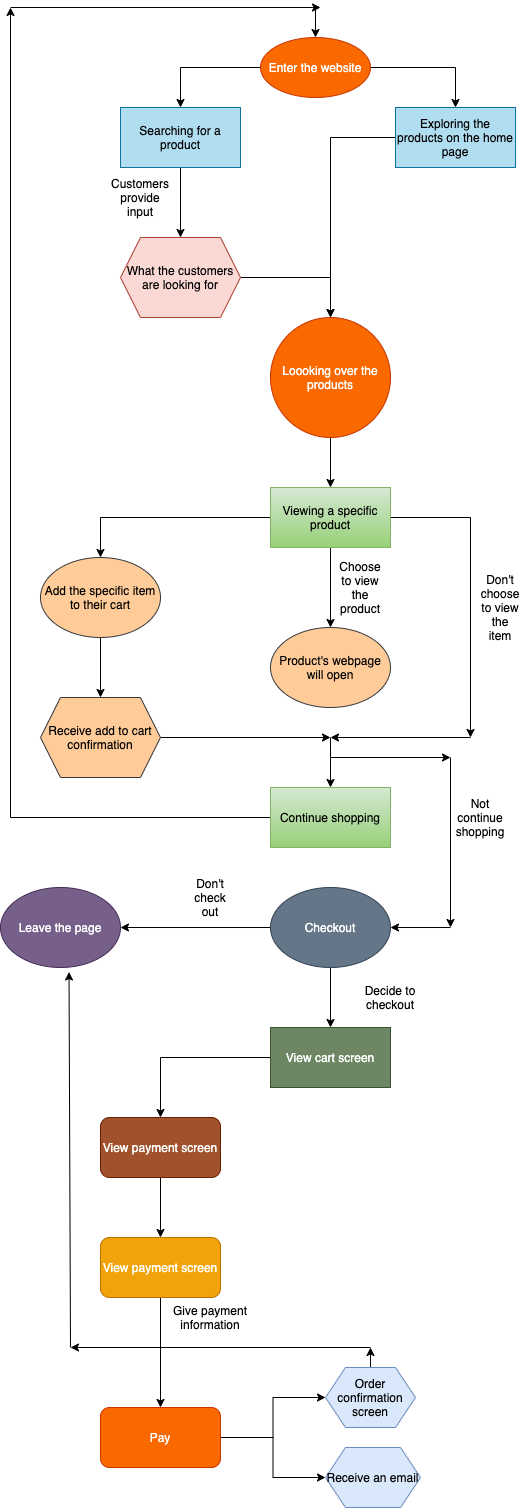 Enter the website
Searching for a
product
Exploring the
products on the home
page
Customers
provide
input
What the customers
are looking for
Loooking over the
products
Viewing a specific
product
Choose
to view
the
product
Don't
choose
to view
the
item
Add the specific item
to their cart
Product's webpage
will open
Receive add to cart
confirmation
Continue shopping
Not
continue
shopping
Don't
check
out
Leave the page
Checkout
Decide to
checkout
View cart screen
View payment screen
View payment screen
Give payment
information
Order
confirmation
screen
Pay
Receive an email